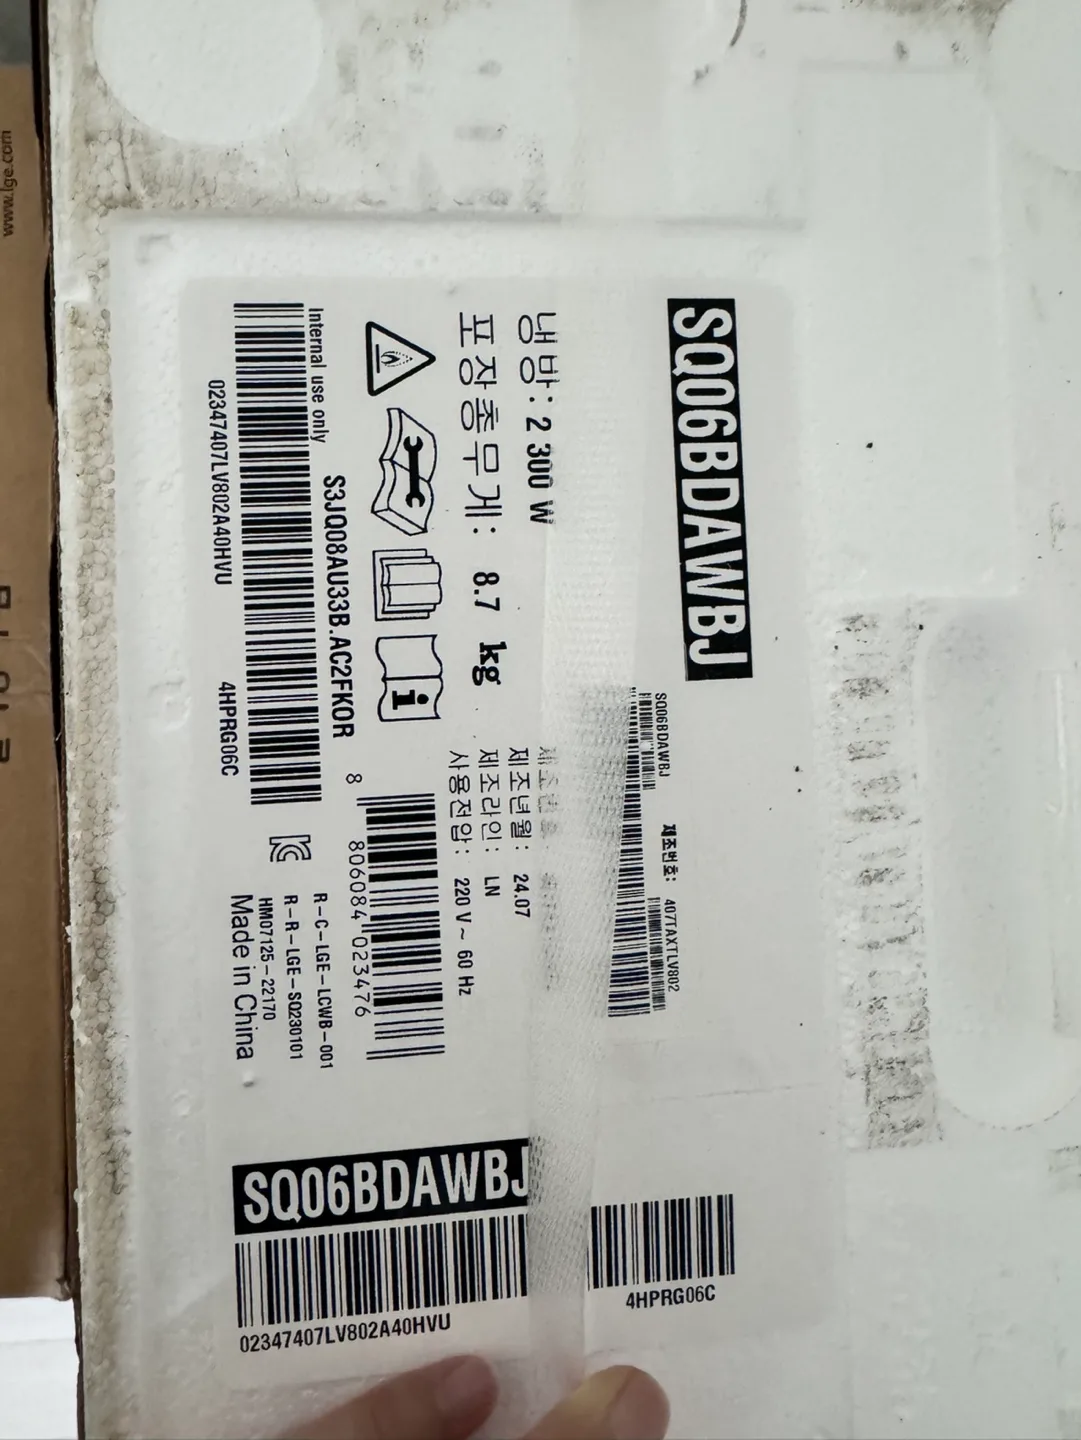 www.lge.com
SQ06BDAWBJ
SQ06BDAWBJ
제조번호: 407TAXTLV802
냉방: 2 300 W
포장총무게: 8.7 kg
제조년월: 24.07
제조라인: LN
사용전압: 220 V ~ 60 Hz
8 806084 023476
Internal use only
S3JQ08AU33B.AC2FKOR
02347407LV802A40HVU
4HPRG06C
R-C-LGE-LCWB-001
R-R-LGE-SQ230101
HM07125-22170
Made in China
SQ06BDAWBJ
02347407LV802A40HVU
4HPRG06C